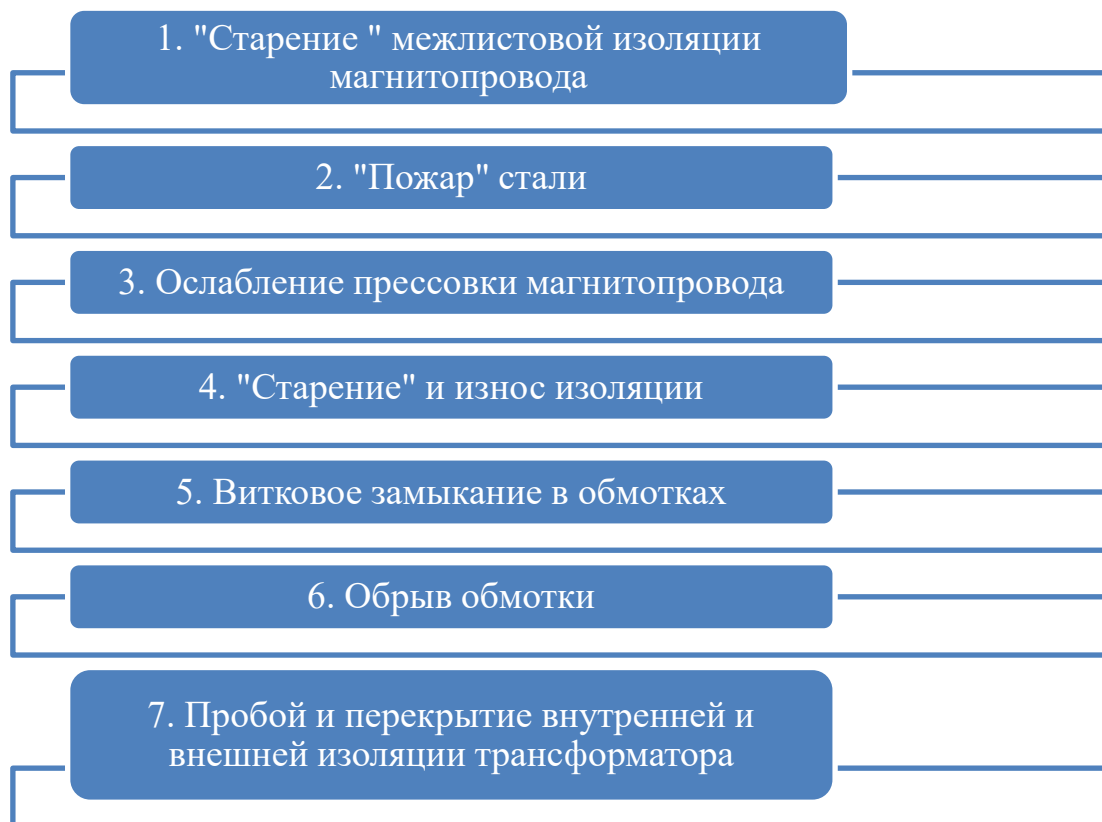 1. "Старение " межлистовой изоляции
магнитопровода
2. "Пожар" стали
3. Ослабление прессовки магнитопровода
4. "Старение" и износ изоляции
5. Витковое замыкание в обмотках
6. Обрыв обмотки
7. Пробой и перекрытие внутренней и
внешней изоляции трансформатора